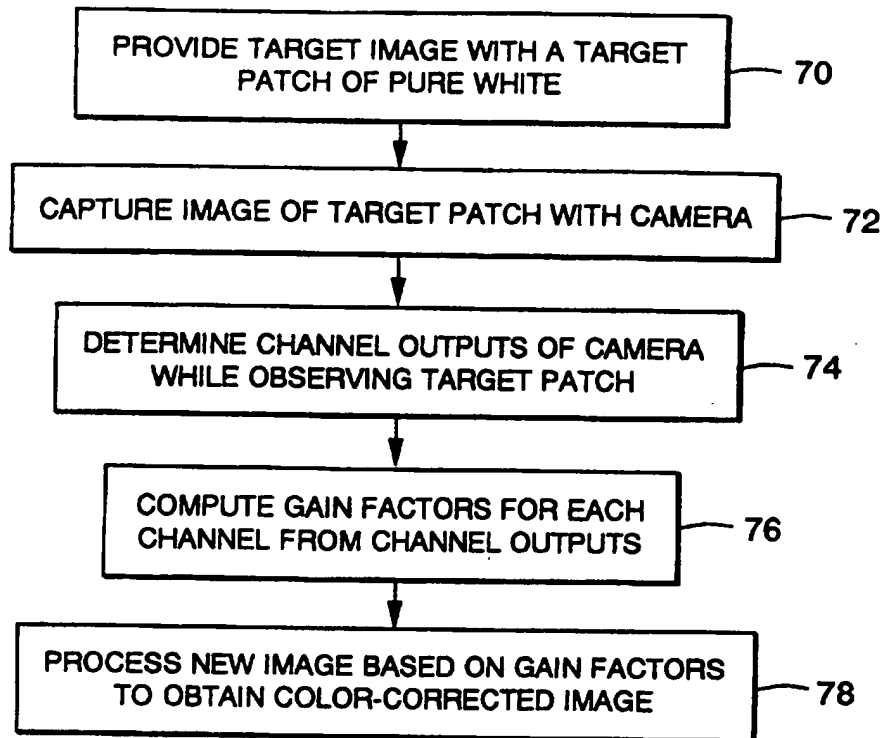 PROVIDE TARGET IMAGE WITH A TARGET
PATCH OF PURE WHITE
70
CAPTURE IMAGE OF TARGET PATCH WITH CAMERA
72
DETERMINE CHANNEL OUTPUTS OF CAMERA
WHILE OBSERVING TARGET PATCH
74
COMPUTE GAIN FACTORS FOR EACH
CHANNEL FROM CHANNEL OUTPUTS
76
PROCESS NEW IMAGE BASED ON GAIN FACTORS
TO OBTAIN COLOR-CORRECTED IMAGE
78